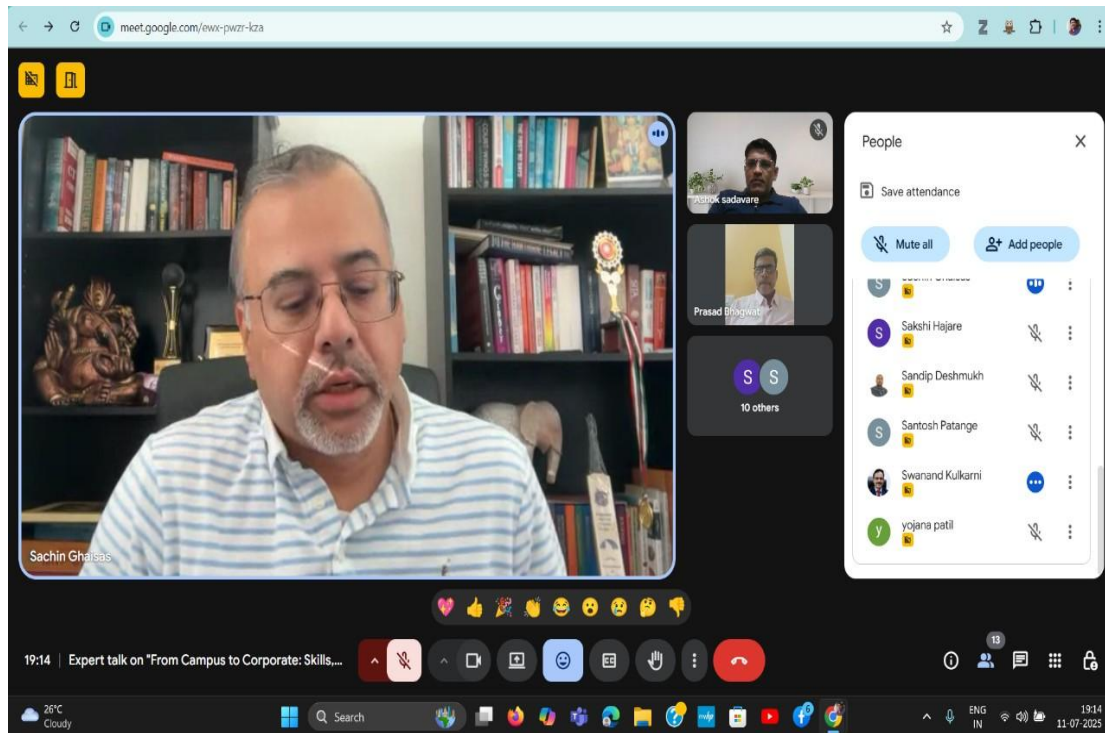 meet.google.com/ewx-pwzr-kza
Z
Sachin Ghaisas
Ashok sadavare
Prasad Bhagwat
S S
10 others
People
Save attendance
Mute all
Add people
S
S Sakshi Hajare
Sandip Deshmukh
S Santosh Patange
Swanand Kulkarni
y yojana patil
19:14 | Expert talk on "From Campus to Corporate: Skills,...
CC
13
26°C
Cloudy
Search
6
ENG
IN
19:14
11-07-2025